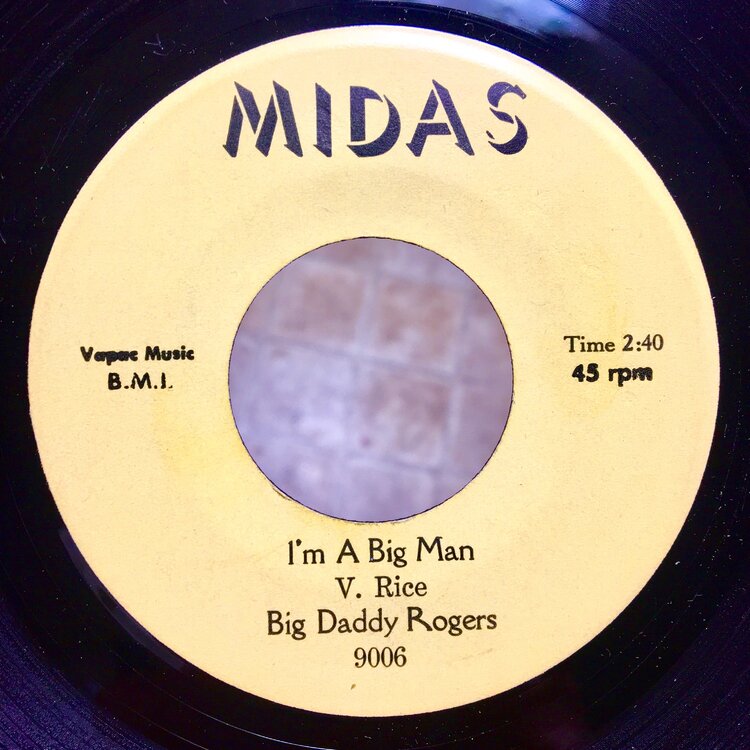 MIDAS
Vapac Music
B.M.I.
Time 2:40
45 rpm
I'm A Big Man
V. Rice
Big Daddy Rogers
9006